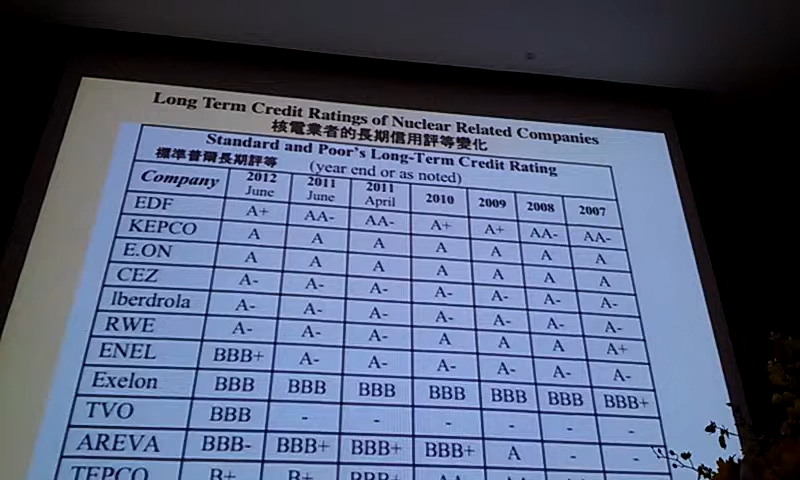 Long Term Credit Ratings of Nuclear Related Companies
核電業者的長期信用評等變化
Standard and Poor's Long-Term Credit Rating
標準普爾長期評等 (year end or as noted)
Company 2012 June 2011 June 2011 April 2010 2009 2008 2007
EDF A+ AA- AA- A+ A+ AA- AA-
KEPCO A A A A A A A
E.ON A A A A A A A
CEZ A- A- A- A- A- A- A-
Iberdrola A- A- A- A- A- A- A-
RWE A- A- A- A A A A+
ENEL BBB+ A- A- A- A- A- A-
Exelon BBB BBB BBB BBB BBB BBB BBB+
TVO BBB - - - - - -
AREVA BBB- BBB+ BBB+ BBB+ A - -
TEPCO B+ B+ BBB+